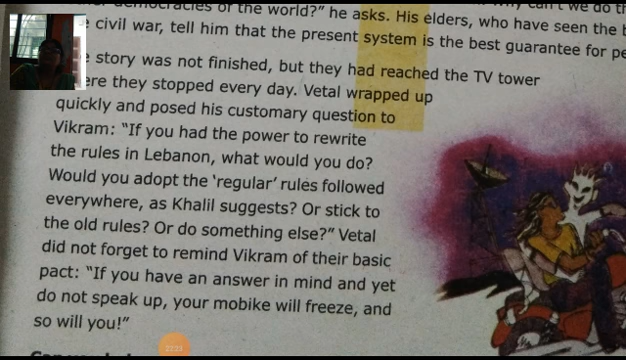 democracies of the world?" he asks. His elders, who have seen the
civil war, tell him that the present system is the best guarantee for
story was not finished, but they had reached the TV tower
they stopped every day. Vetal wrapped up
quickly and posed his customary question to
Vikram: "If you had the power to rewrite
the rules in Lebanon, what would you do?
Would you adopt the 'regular' rules followed
everywhere, as Khalil suggests? Or stick to
the old rules? Or do something else?" Vetal
did not forget to remind Vikram of their basic
pact: "If you have an answer in mind and yet
do not speak up, your mobike will freeze, and
so will you!"